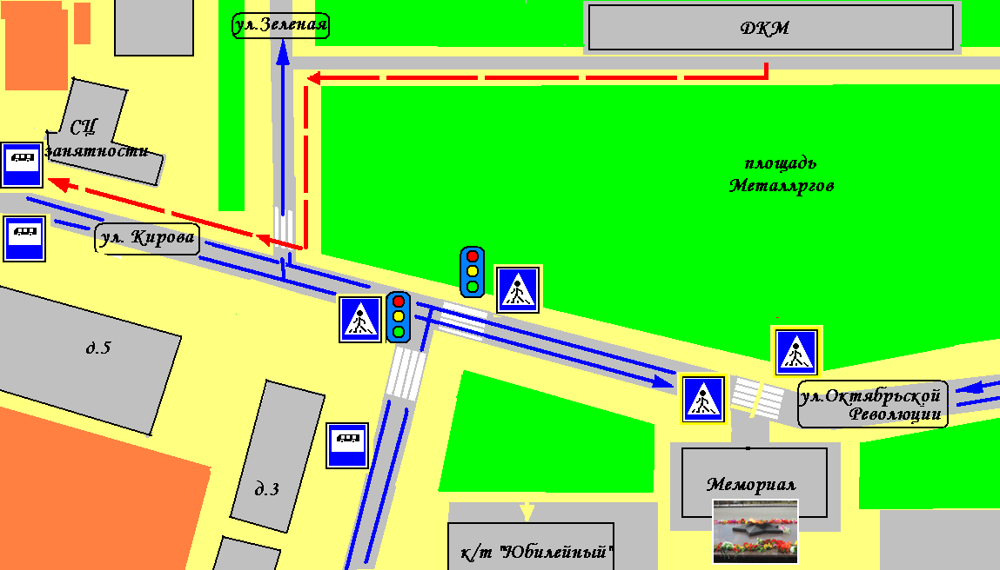 ул.Зеленая
ДКМ
СЦ
занятности
площадь
Металлргов
ул. Кирова
д.5
ул.Октябрьской
Революции
д.3
Мемориал
к/т "Юбилейный"